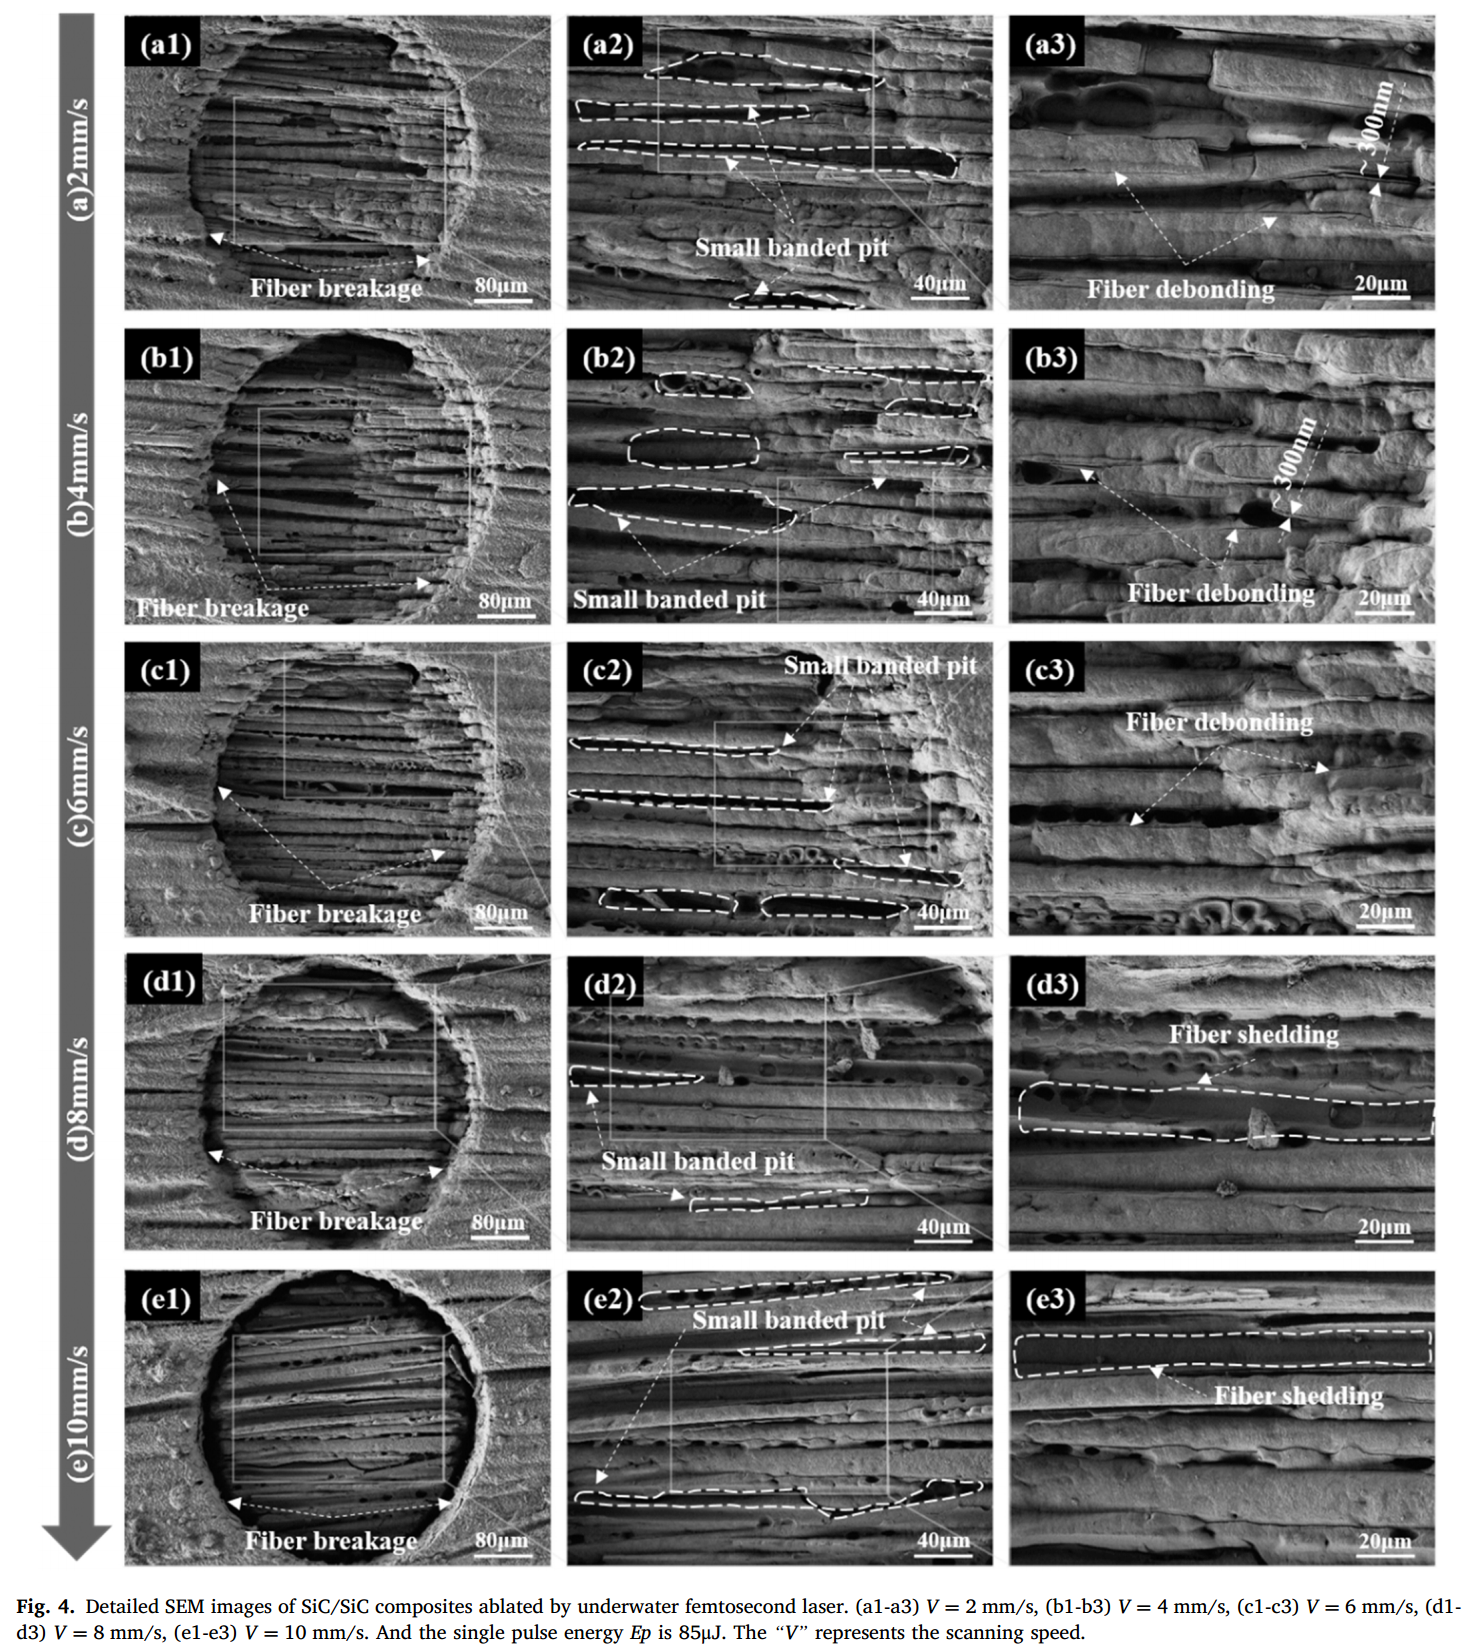 (a)2mm/s
(a1)
Fiber breakage
80μm
(a2)
Small banded pit
40μm
(a3)
~300nm
Fiber debonding
20μm
(b)4mm/s
(b1)
Fiber breakage
80μm
(b2)
Small banded pit
40μm
(b3)
~300nm
Fiber debonding
20μm
(c)6mm/s
(c1)
Fiber breakage
80μm
(c2)
Small banded pit
40μm
(c3)
Fiber debonding
20μm
(d)8mm/s
(d1)
Fiber breakage
80μm
(d2)
Small banded pit
40μm
(d3)
Fiber shedding
20μm
(e)10mm/s
(e1)
Fiber breakage
80μm
(e2)
Small banded pit
40μm
(e3)
Fiber shedding
20μm
Fig. 4. Detailed SEM images of SiC/SiC composites ablated by underwater femtosecond laser. (a1-a3) V = 2 mm/s, (b1-b3) V = 4 mm/s, (c1-c3) V = 6 mm/s, (d1-
d3) V = 8 mm/s, (e1-e3) V = 10 mm/s. And the single pulse energy Ep is 85μJ. The “V” represents the scanning speed.